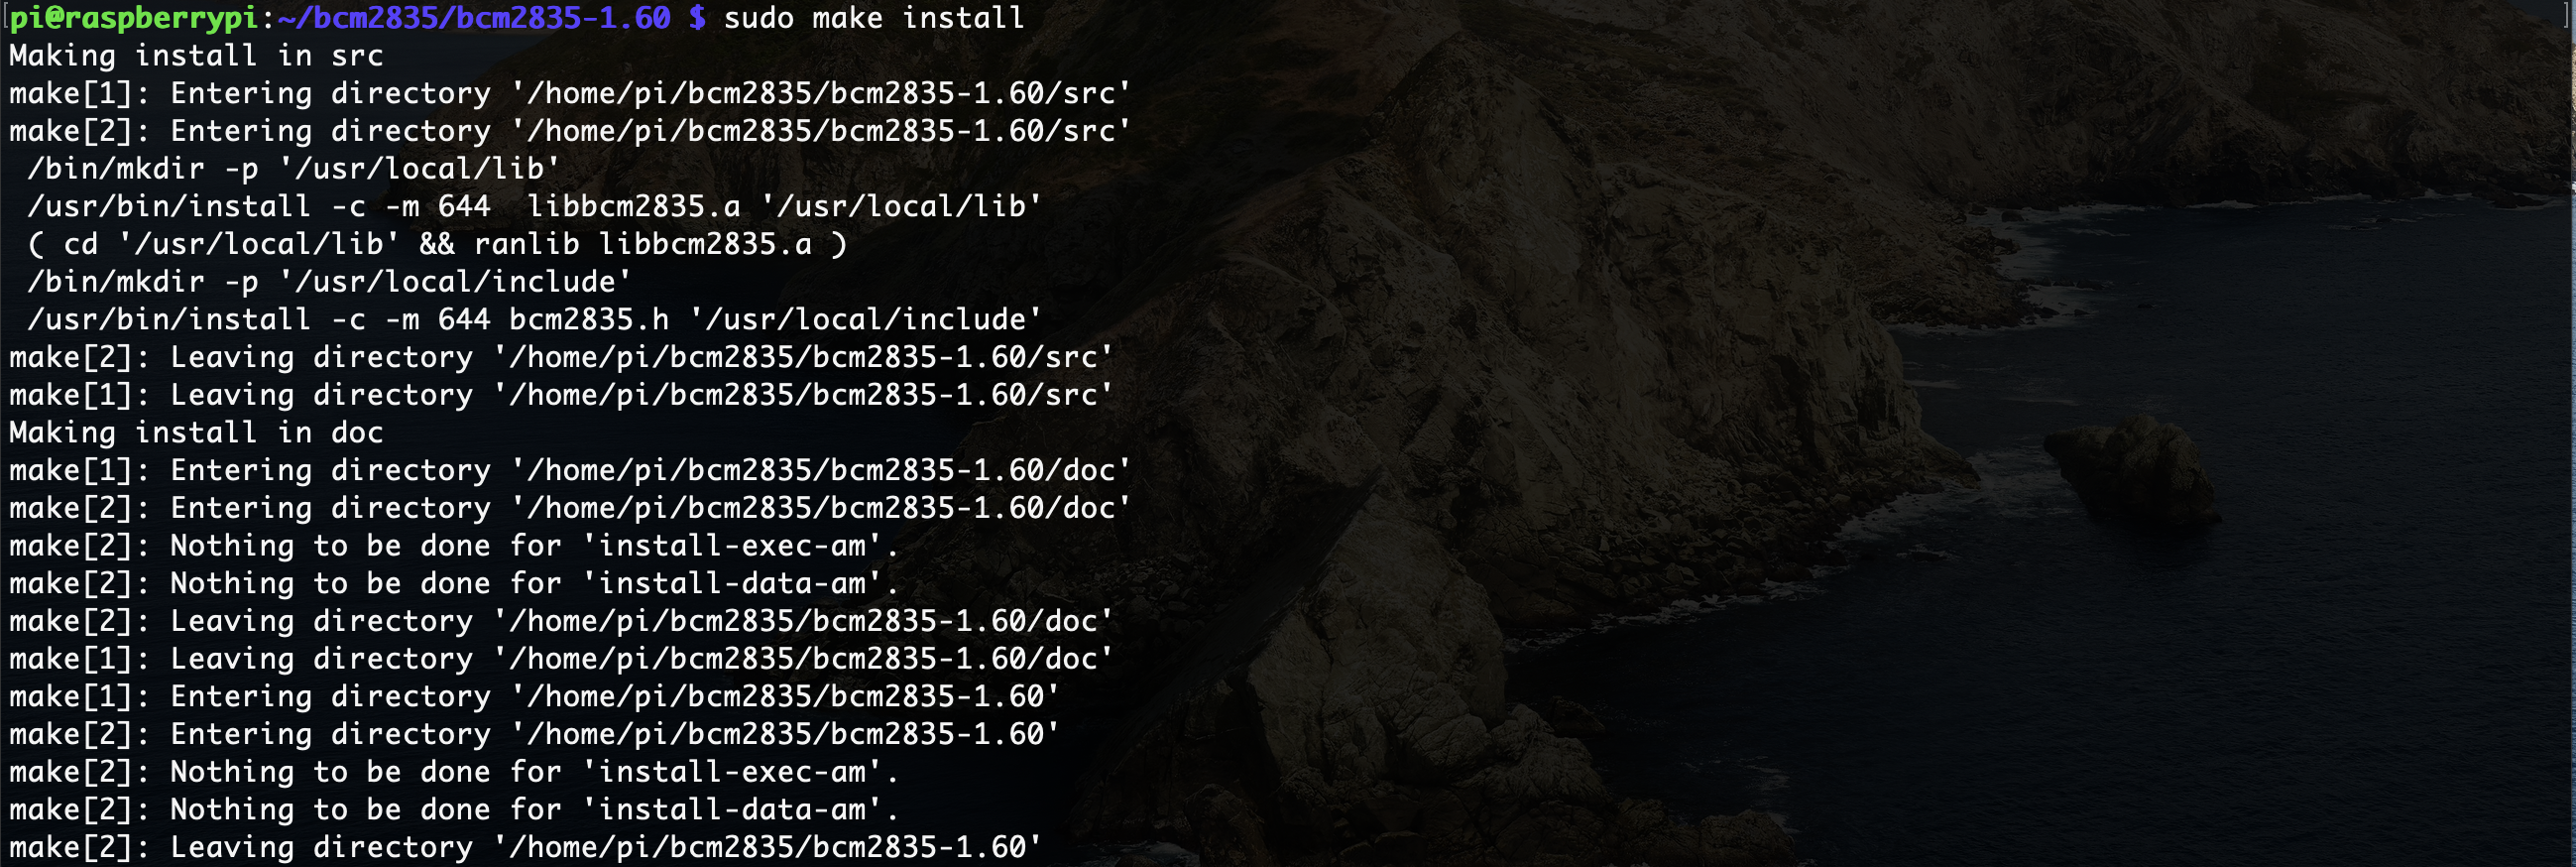 pi@raspberrypi:~/bcm2835/bcm2835-1.60 $ sudo make install
Making install in src
make[1]: Entering directory '/home/pi/bcm2835/bcm2835-1.60/src'
make[2]: Entering directory '/home/pi/bcm2835/bcm2835-1.60/src'
 /bin/mkdir -p '/usr/local/lib'
 /usr/bin/install -c -m 644  libbcm2835.a '/usr/local/lib'
 ( cd '/usr/local/lib' && ranlib libbcm2835.a )
 /bin/mkdir -p '/usr/local/include'
 /usr/bin/install -c -m 644 bcm2835.h '/usr/local/include'
make[2]: Leaving directory '/home/pi/bcm2835/bcm2835-1.60/src'
make[1]: Leaving directory '/home/pi/bcm2835/bcm2835-1.60/src'
Making install in doc
make[1]: Entering directory '/home/pi/bcm2835/bcm2835-1.60/doc'
make[2]: Entering directory '/home/pi/bcm2835/bcm2835-1.60/doc'
make[2]: Nothing to be done for 'install-exec-am'.
make[2]: Nothing to be done for 'install-data-am'.
make[2]: Leaving directory '/home/pi/bcm2835/bcm2835-1.60/doc'
make[1]: Leaving directory '/home/pi/bcm2835/bcm2835-1.60/doc'
make[1]: Entering directory '/home/pi/bcm2835/bcm2835-1.60'
make[2]: Entering directory '/home/pi/bcm2835/bcm2835-1.60'
make[2]: Nothing to be done for 'install-exec-am'.
make[2]: Nothing to be done for 'install-data-am'.
make[2]: Leaving directory '/home/pi/bcm2835/bcm2835-1.60'